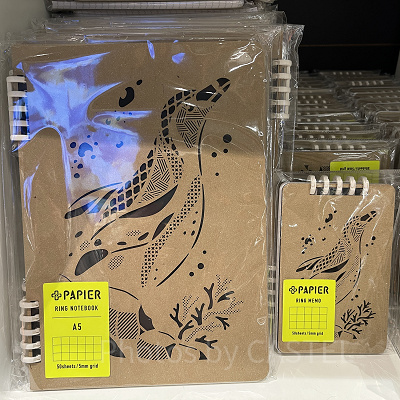 PAPIER
RING NOTEBOOK
A5
50sheets/5mm grid
PAPIER
RING MEMO
50sheets/5mm grid